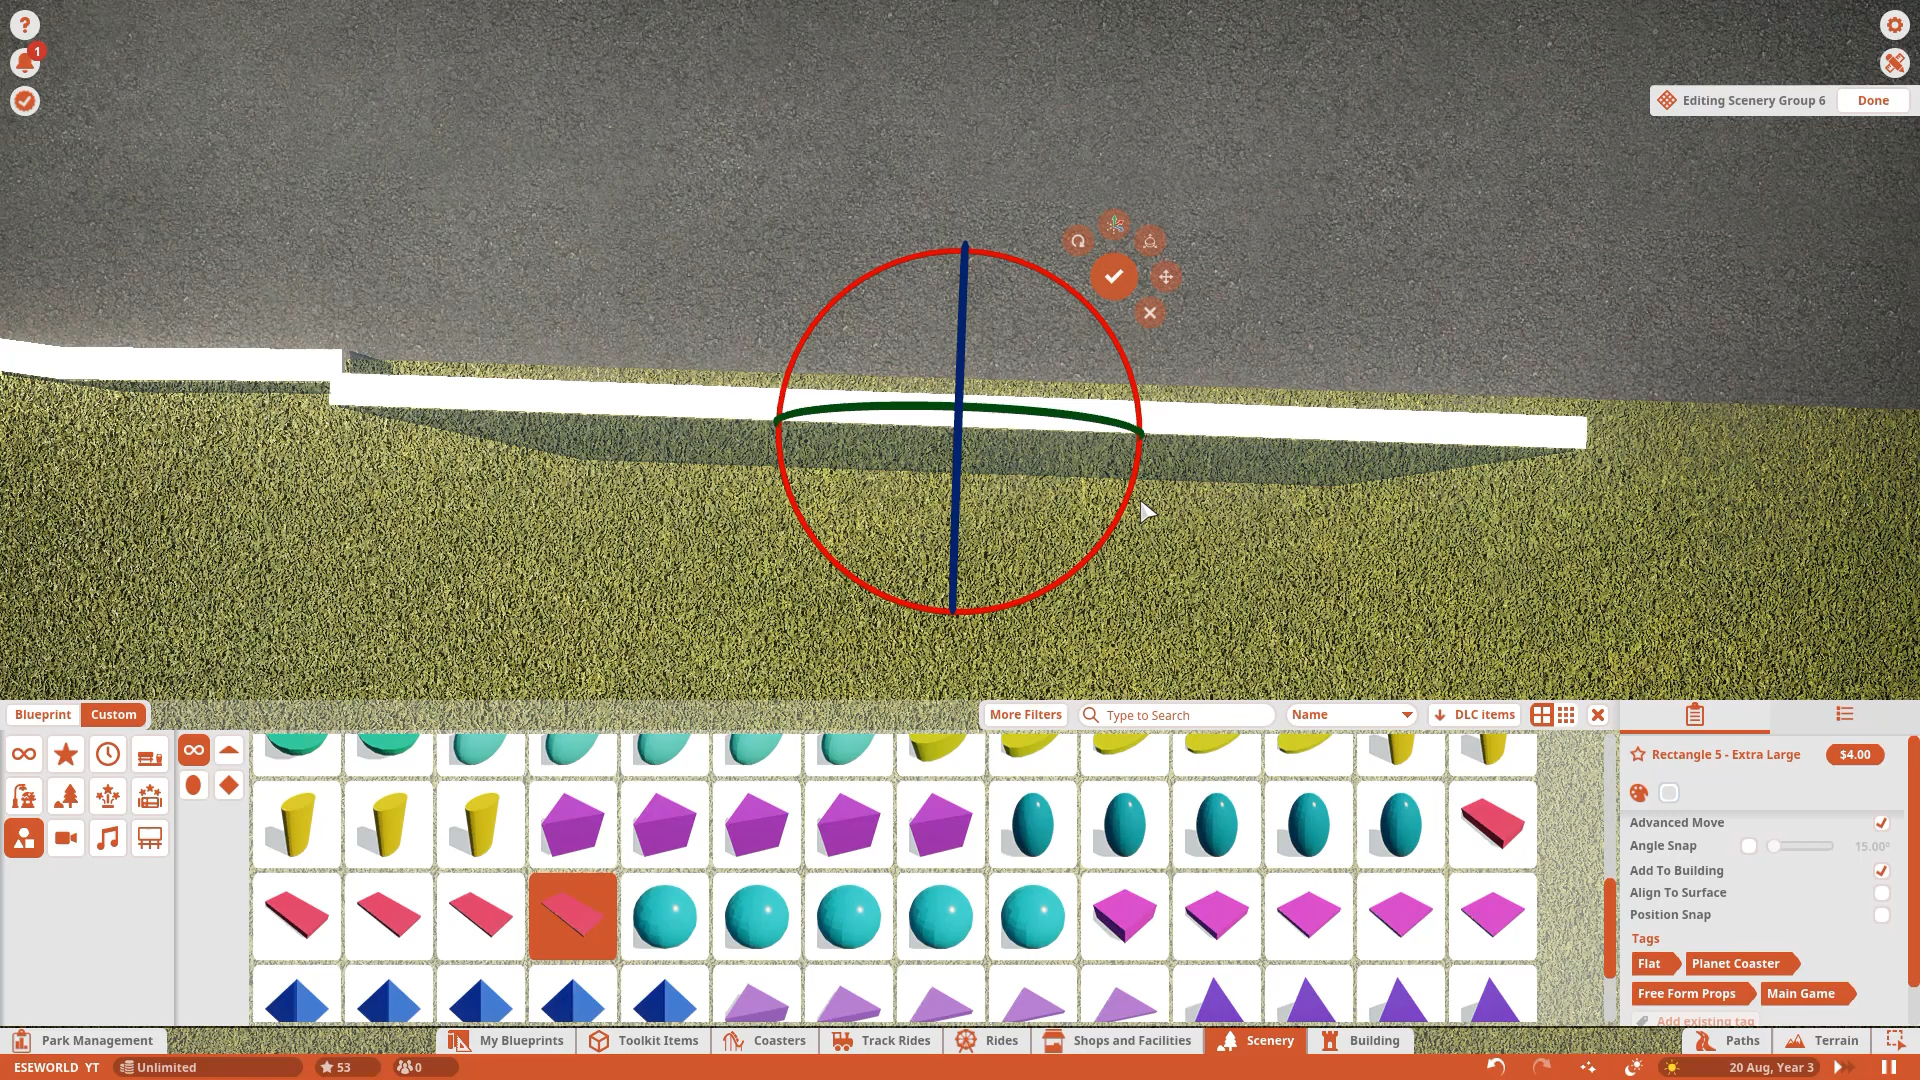 ?
1
Editing Scenery Group 6
Done
Blueprint
Custom
More Filters
Type to Search
Name
DLC items
Rectangle 5 - Extra Large
$4.00
Advanced Move
Angle Snap
15.00°
Add To Building
Align To Surface
Position Snap
Tags
Flat
Planet Coaster
Free Form Props
Main Game
Add existing tag
Park Management
My Blueprints
Toolkit Items
Coasters
Track Rides
Rides
Shops and Facilities
Scenery
Building
Paths
Terrain
ESEWORLD YT
Unlimited
53
0
20 Aug, Year 3